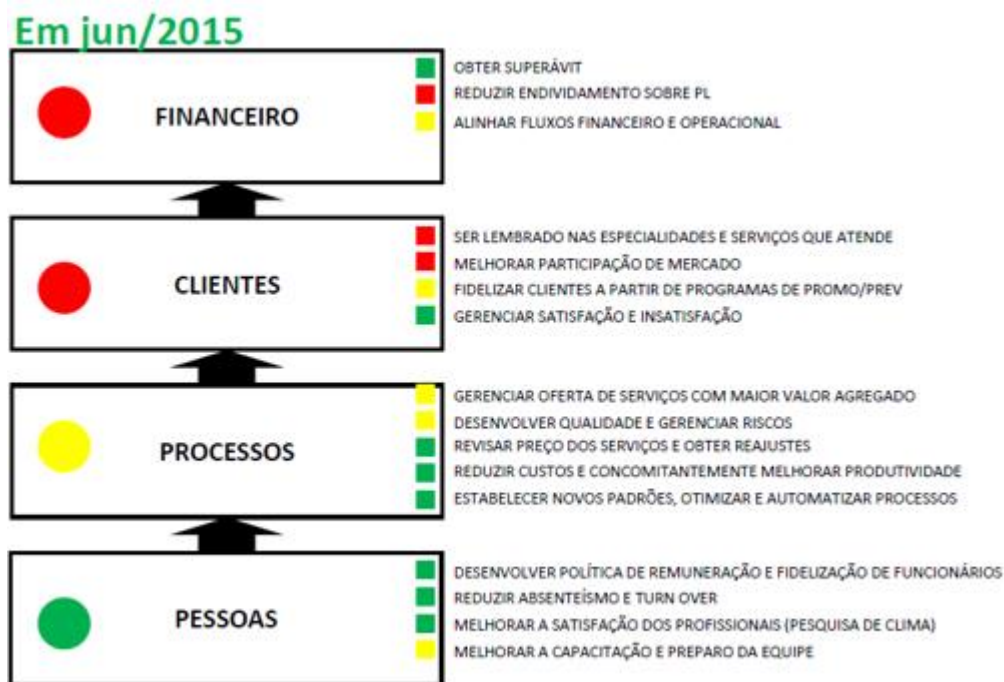 Em jun/2015
FINANCEIRO
OBTER SUPERÁVIT
REDUZIR ENDIVIDAMENTO SOBRE PL
ALINHAR FLUXOS FINANCEIRO E OPERACIONAL
CLIENTES
SER LEMBRADO NAS ESPECIALIDADES E SERVIÇOS QUE ATENDE
MELHORAR PARTICIPAÇÃO DE MERCADO
FIDELIZAR CLIENTES A PARTIR DE PROGRAMAS DE PROMO/PREV
GERENCIAR SATISFAÇÃO E INSATISFAÇÃO
PROCESSOS
GERENCIAR OFERTA DE SERVIÇOS COM MAIOR VALOR AGREGADO
DESENVOLVER QUALIDADE E GERENCIAR RISCOS
REVISAR PREÇO DOS SERVIÇOS E OBTER REAJUSTES
REDUZIR CUSTOS E CONCOMITANTEMENTE MELHORAR PRODUTIVIDADE
ESTABELECER NOVOS PADRÕES, OTIMIZAR E AUTOMATIZAR PROCESSOS
PESSOAS
DESENVOLVER POLÍTICA DE REMUNERAÇÃO E FIDELIZAÇÃO DE FUNCIONÁRIOS
REDUZIR ABSENTEÍSMO E TURN OVER
MELHORAR A SATISFAÇÃO DOS PROFISSIONAIS (PESQUISA DE CLIMA)
MELHORAR A CAPACITAÇÃO E PREPARO DA EQUIPE